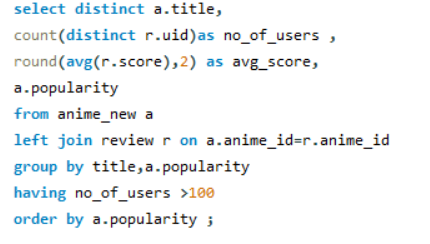 select distinct a.title,
count(distinct r.uid)as no_of_users ,
round(avg(r.score),2) as avg_score,
a.popularity
from anime_new a
left join review r on a.anime_id=r.anime_id
group by title,a.popularity
having no_of_users >100
order by a.popularity ;